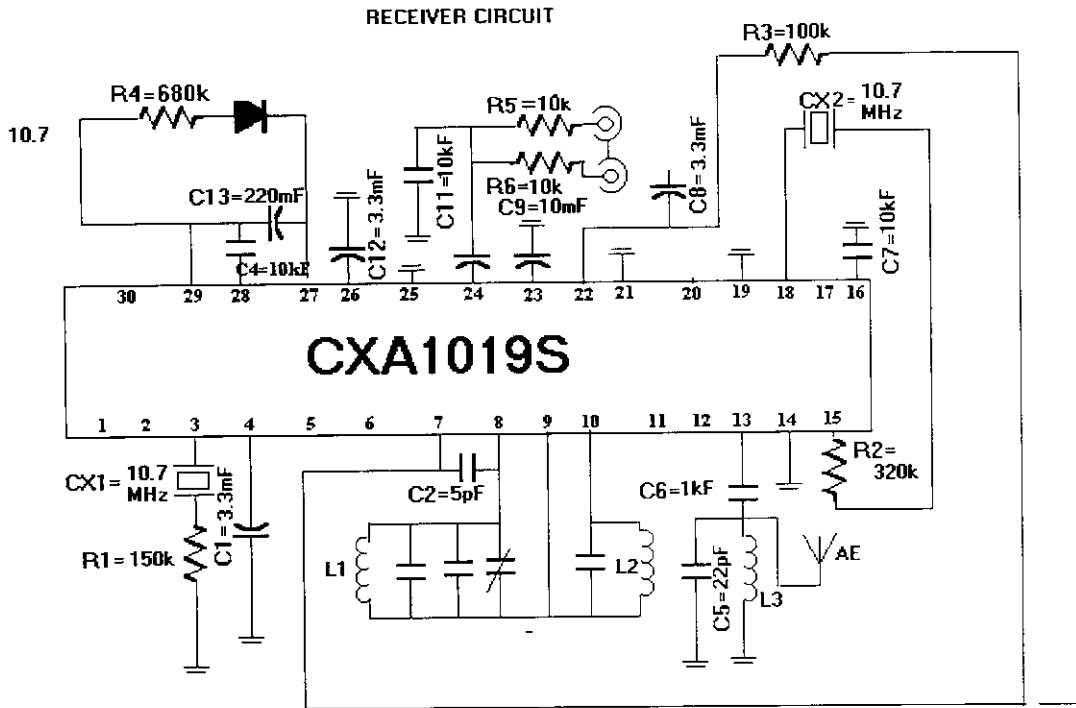 RECEIVER CIRCUIT
R3=100k
R4=680k
10.7
R5=10k
CX2= 10.7 MHz
C11=10kF
R6=10k
C8=3.3mF
C13=220mF
C12=3.3mF
C9=10mF
C7=10kF
C4=10kF
30 29 28 27 26 25 24 23 22 21 20 19 18 17 16
CXA1019S
1 2 3 4 5 6 7 8 9 10 11 12 13 14 15
CX1= 10.7 MHz
C1=3.3mF
R1=150k
C2=5pF
L1
L2
C6=1kF
R2= 320k
C5=22pF
L3
AE